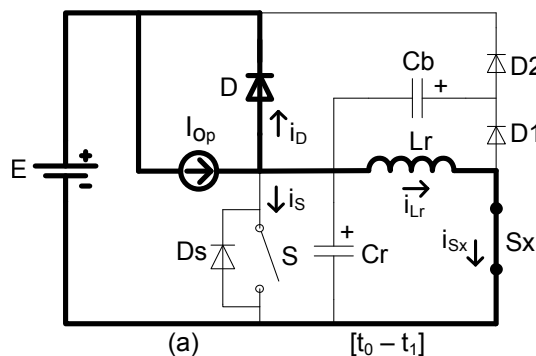 Cb
+
D2
D
iD
Lr
D1
Iop
E
+
-
iS
iLr
iSx
Sx
Ds
S
+
Cr
(a)
[t0 – t1]